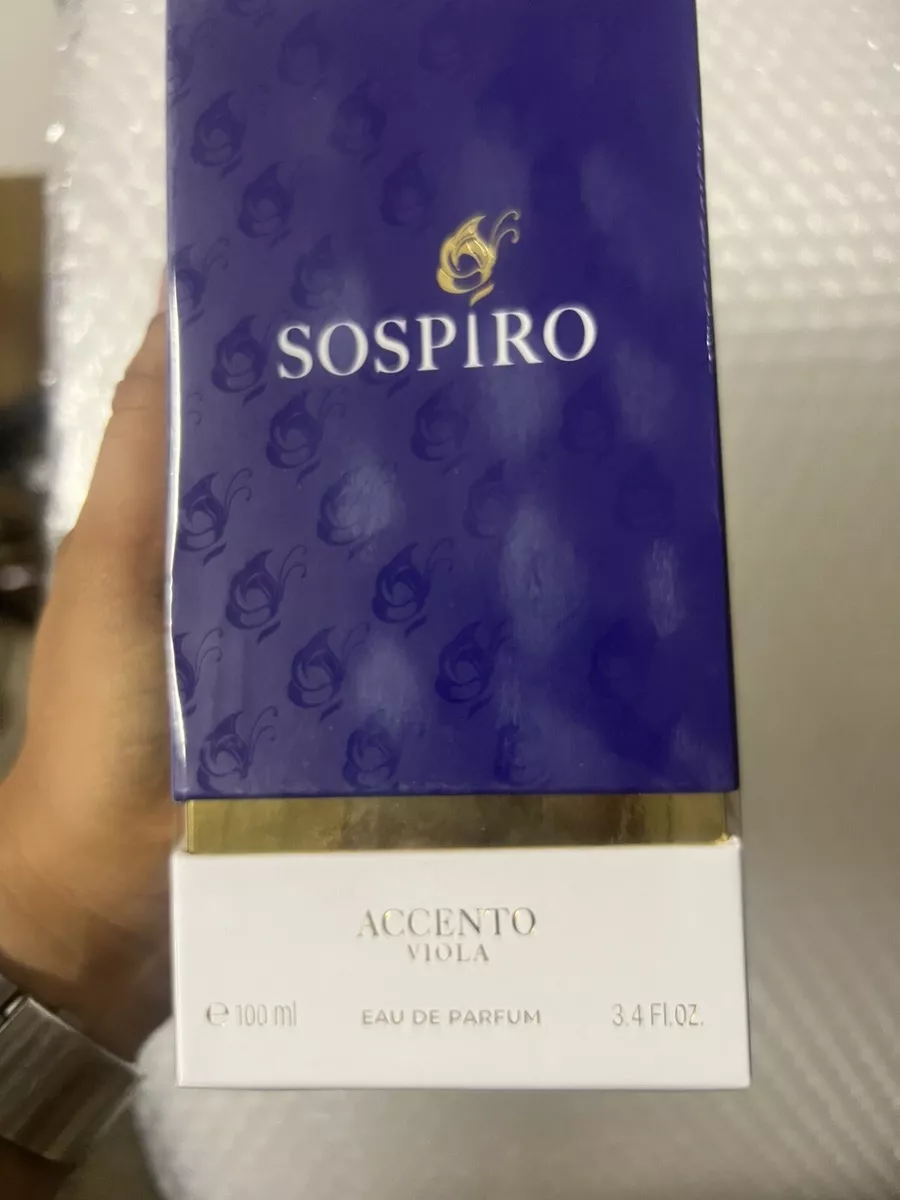 SOSPIRO
ACCENTO
VIOLA
℮ 100 ml EAU DE PARFUM 3.4 Fl.OZ.